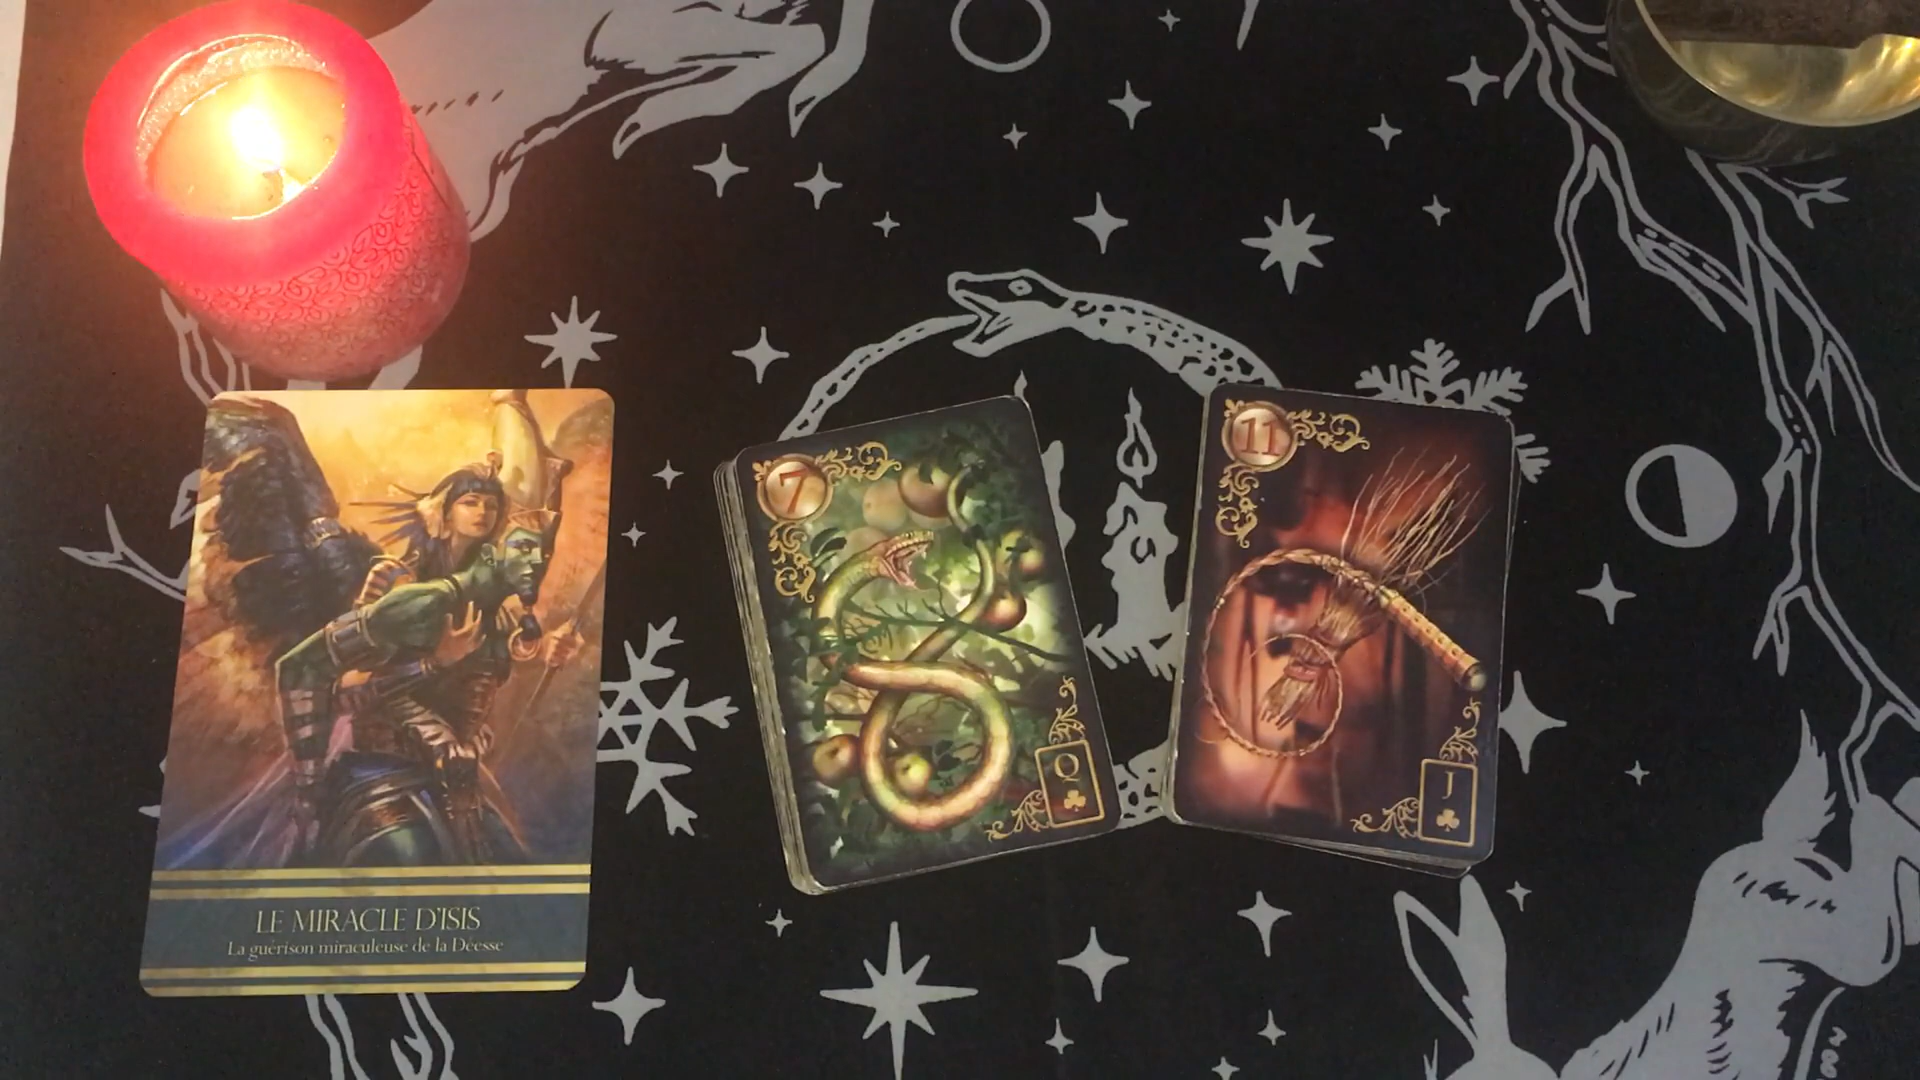 LE MIRACLE D'ISIS
La guérison miraculeuse de la Déesse
7
Q
11
J